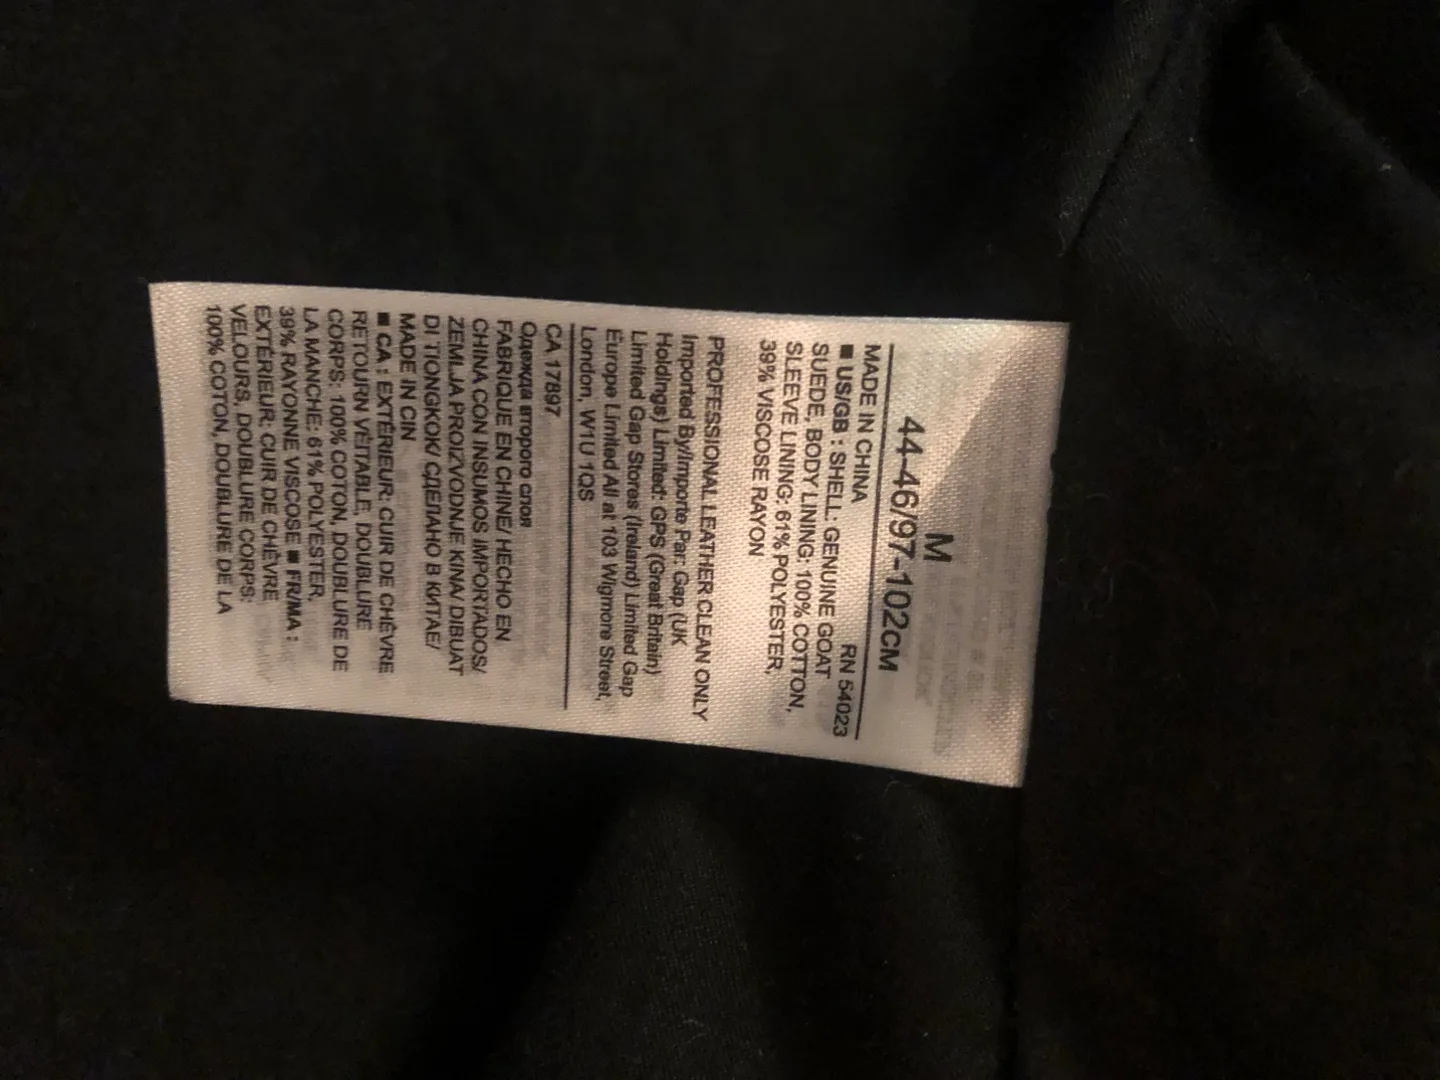 M
44-46/97-102CM
MADE IN CHINA RN 54023
■ US/GB : SHELL: GENUINE GOAT
SUEDE, BODY LINING: 100% COTTON,
SLEEVE LINING: 61% POLYESTER,
39% VISCOSE RAYON
PROFESSIONAL LEATHER CLEAN ONLY
Imported By/Importe Par: Gap (UK
Holdings) Limited: GPS (Great Britain)
Limited Gap Stores (Ireland) Limited Gap
Europe Limited All at 103 Wigmore Street,
London, W1U 1QS
CA 17897
Одежда второго слоя
FABRIQUE EN CHINE/ HECHO EN
CHINA CON INSUMOS IMPORTADOS/
ZEMLJA PROIZVODNJE KINA/ DIBUAT
DI TIONGKOK/ СДЕЛАНО В КИТАЕ/
MADE IN CIN
■ CA : EXTÉRIEUR: CUIR DE CHÈVRE
RETOURN VÉTABLE, DOUBLURE
CORPS: 100% COTON, DOUBLURE DE
LA MANCHE: 61% POLYESTER,
39% RAYONNE VISCOSE ■ FR/MA :
EXTÉRIEUR: CUIR DE CHÈVRE
VELOURS, DOUBLURE CORPS:
100% COTON, DOUBLURE DE LA